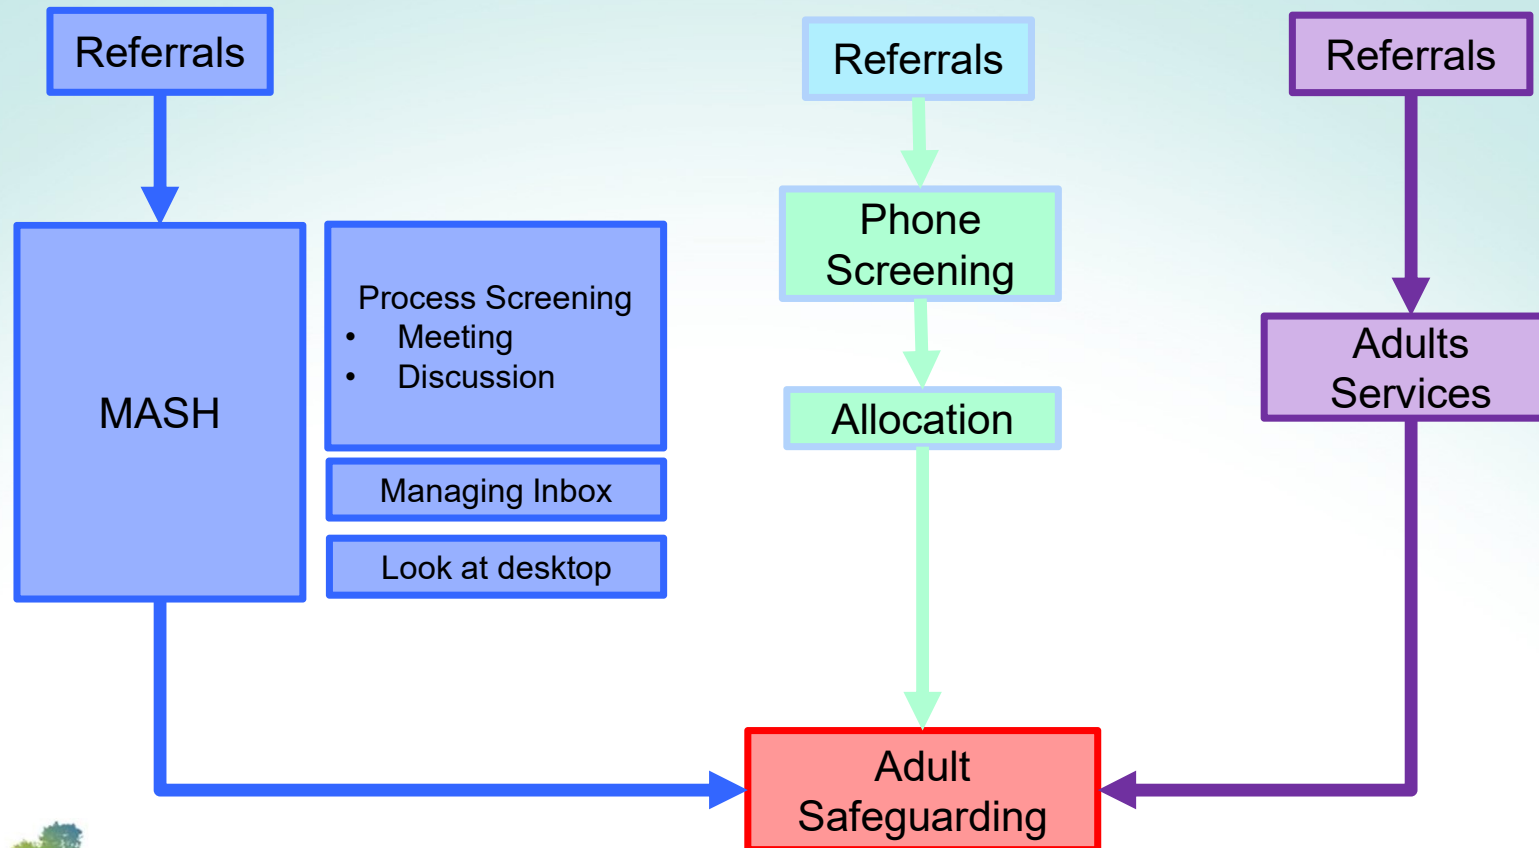 Referrals
Referrals
Referrals
MASH
Process Screening
• Meeting
• Discussion
Managing Inbox
Look at desktop
Phone
Screening
Allocation
Adults
Services
Adult
Safeguarding